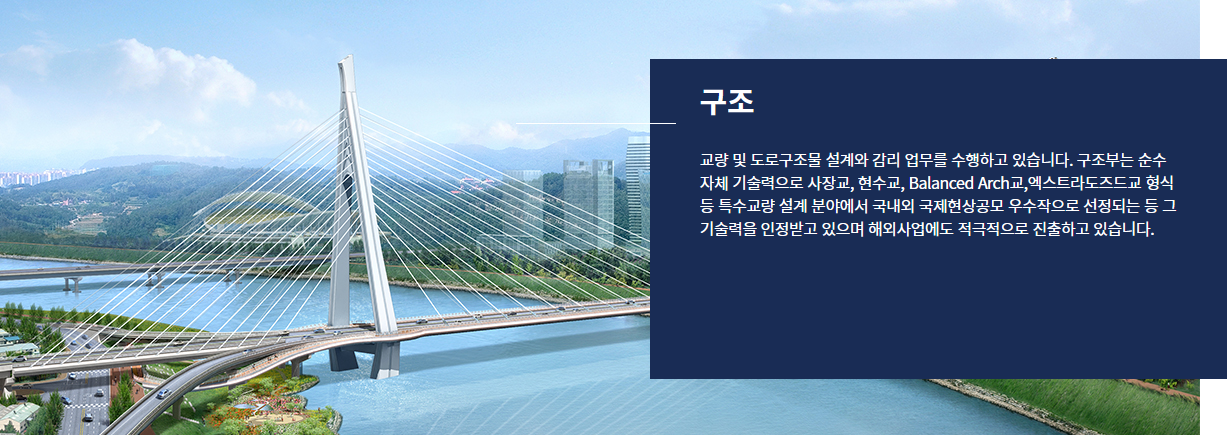 구조
교량 및 도로구조물 설계와 감리 업무를 수행하고 있습니다. 구조부는 순수
자체 기술력으로 사장교, 현수교, Balanced Arch교,엑스트라도즈드교 형식
등 특수교량 설계 분야에서 국내외 국제현상공모 우수작으로 선정되는 등 그
기술력을 인정받고 있으며 해외사업에도 적극적으로 진출하고 있습니다.